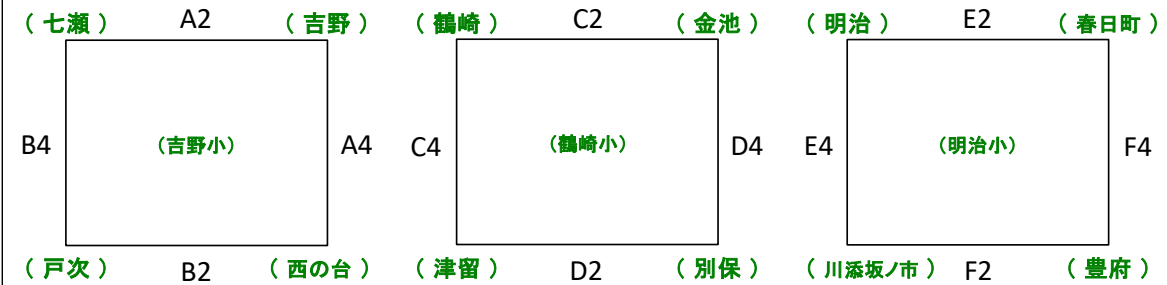 （ 七瀬 ） A2 （ 吉野 ） （ 鶴崎 ） C2 （ 金池 ） （ 明治 ） E2 （ 春日町 ）
B4 （吉野小） A4 C4 （鶴崎小） D4 E4 （明治小） F4
（ 戸次 ） B2 （ 西の台 ） （ 津留 ） D2 （ 別保 ） （ 川添坂ノ市 ） F2 （ 豊府 ）